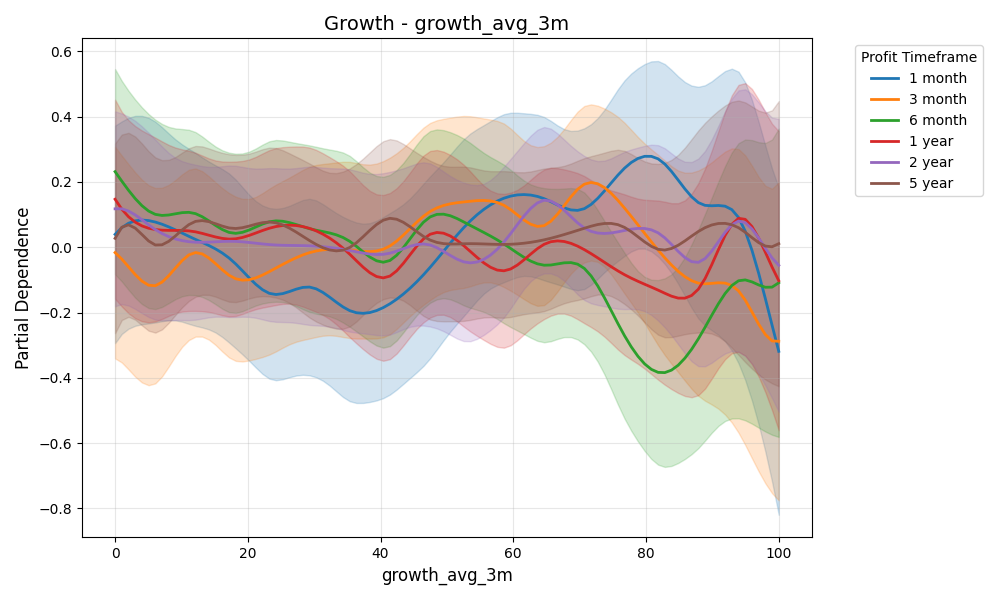 Growth - growth_avg_3m
Partial Dependence
0.6
0.4
0.2
0.0
−0.2
−0.4
−0.6
−0.8
0
20
40
60
80
100
growth_avg_3m
Profit Timeframe
1 month
3 month
6 month
1 year
2 year
5 year